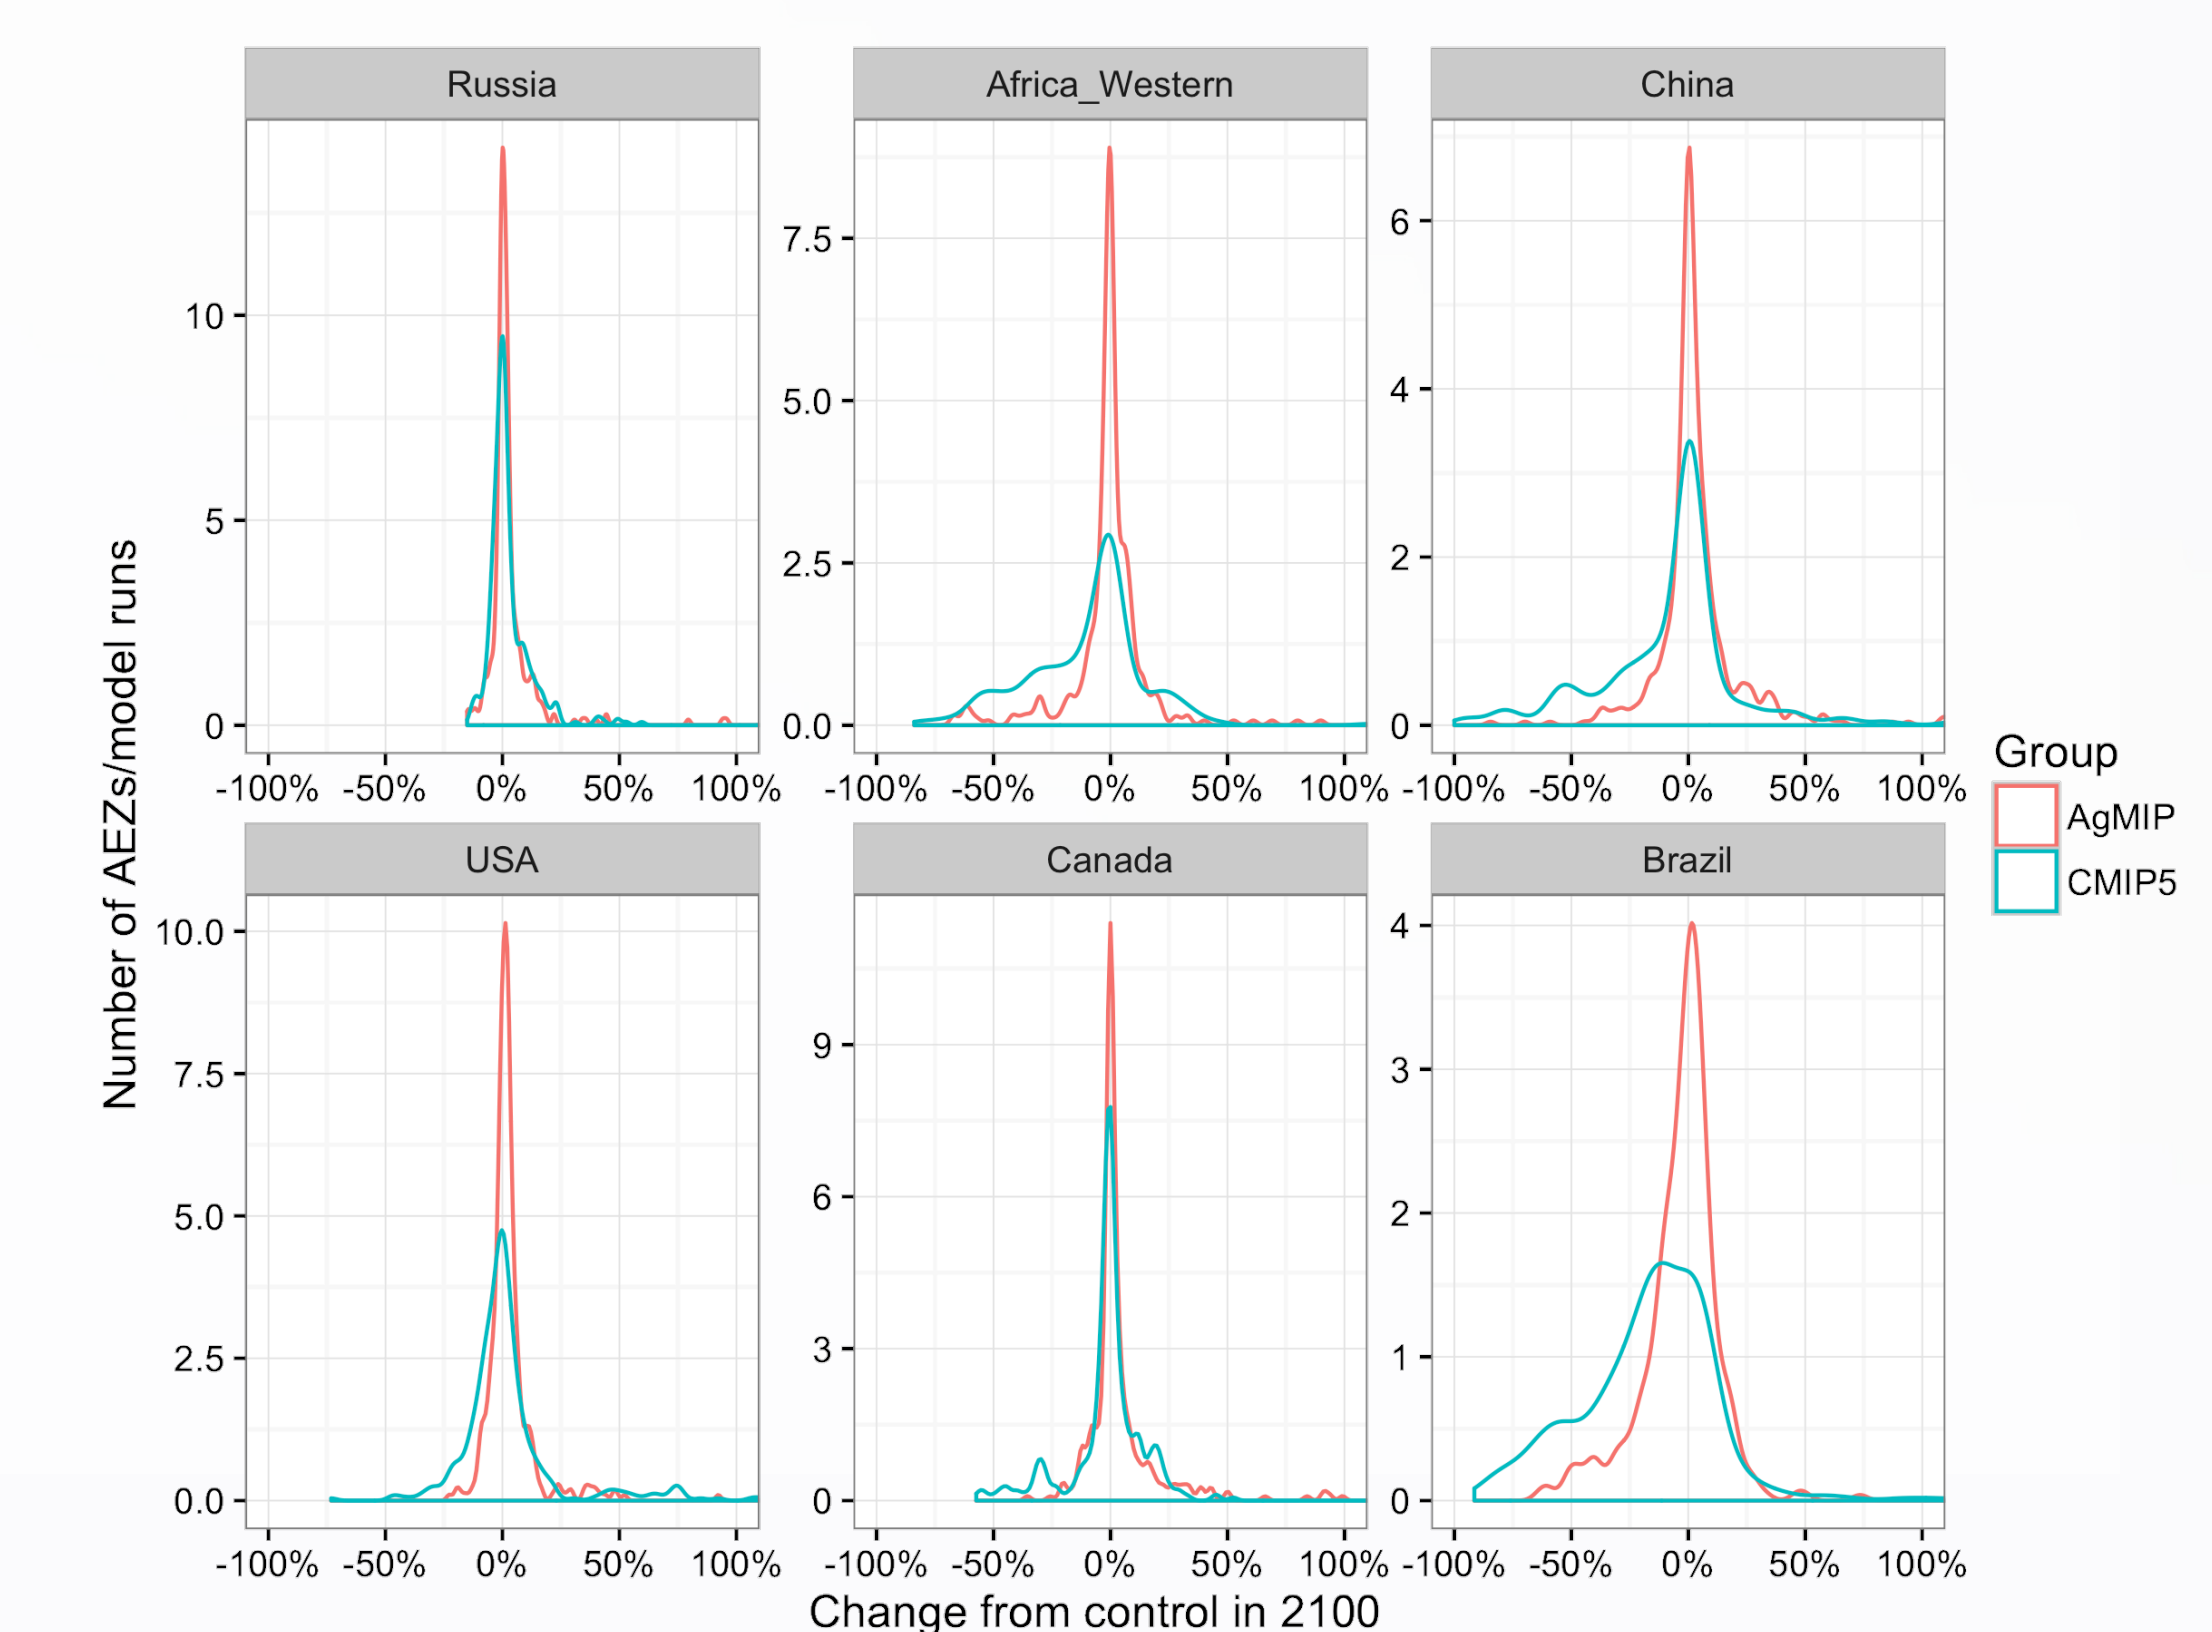 Russia
Africa_Western
China
10
5
0
7.5
5.0
2.5
0.0
6
4
2
0
-100% -50% 0% 50% 100%
-100% -50% 0% 50% 100%
-100% -50% 0% 50% 100%
USA
Canada
Brazil
10.0
7.5
5.0
2.5
0.0
9
6
3
0
4
3
2
1
0
-100% -50% 0% 50% 100%
-100% -50% 0% 50% 100%
-100% -50% 0% 50% 100%
Number of AEZs/model runs
Change from control in 2100
Group
AgMIP
CMIP5